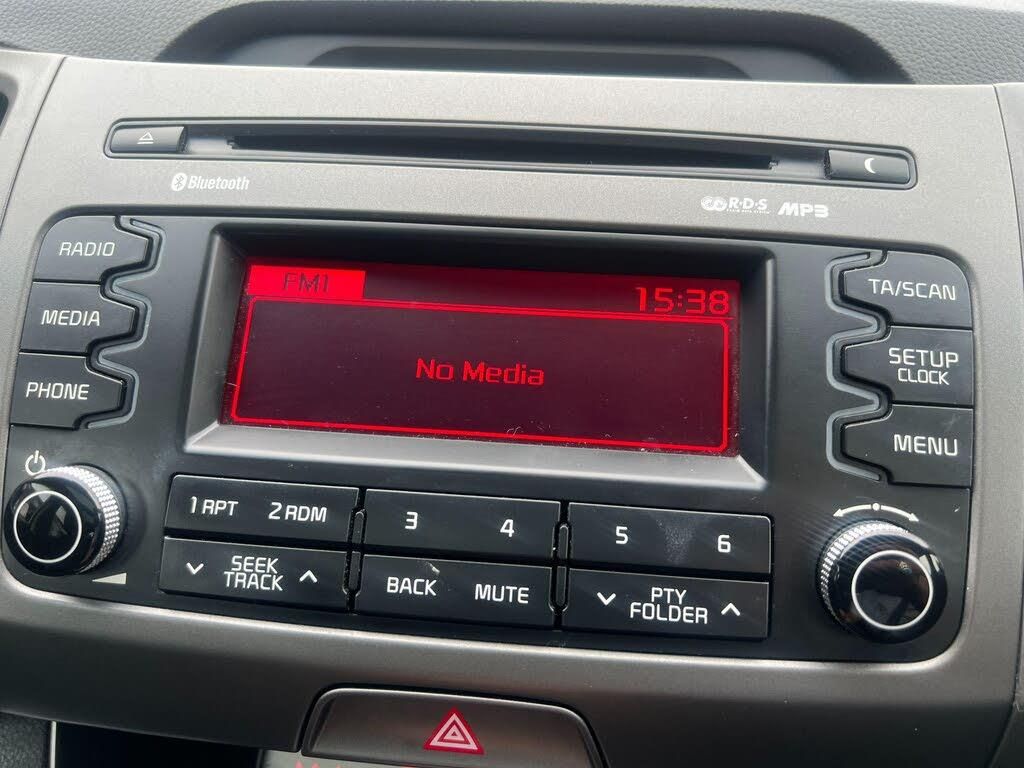 Bluetooth
R·D·S
MP3
RADIO
MEDIA
PHONE
FM1
15:38
No Media
TA/SCAN
SETUP
CLOCK
MENU
1 RPT 2 RDM
3 4
5 6
SEEK
TRACK
BACK MUTE
PTY
FOLDER